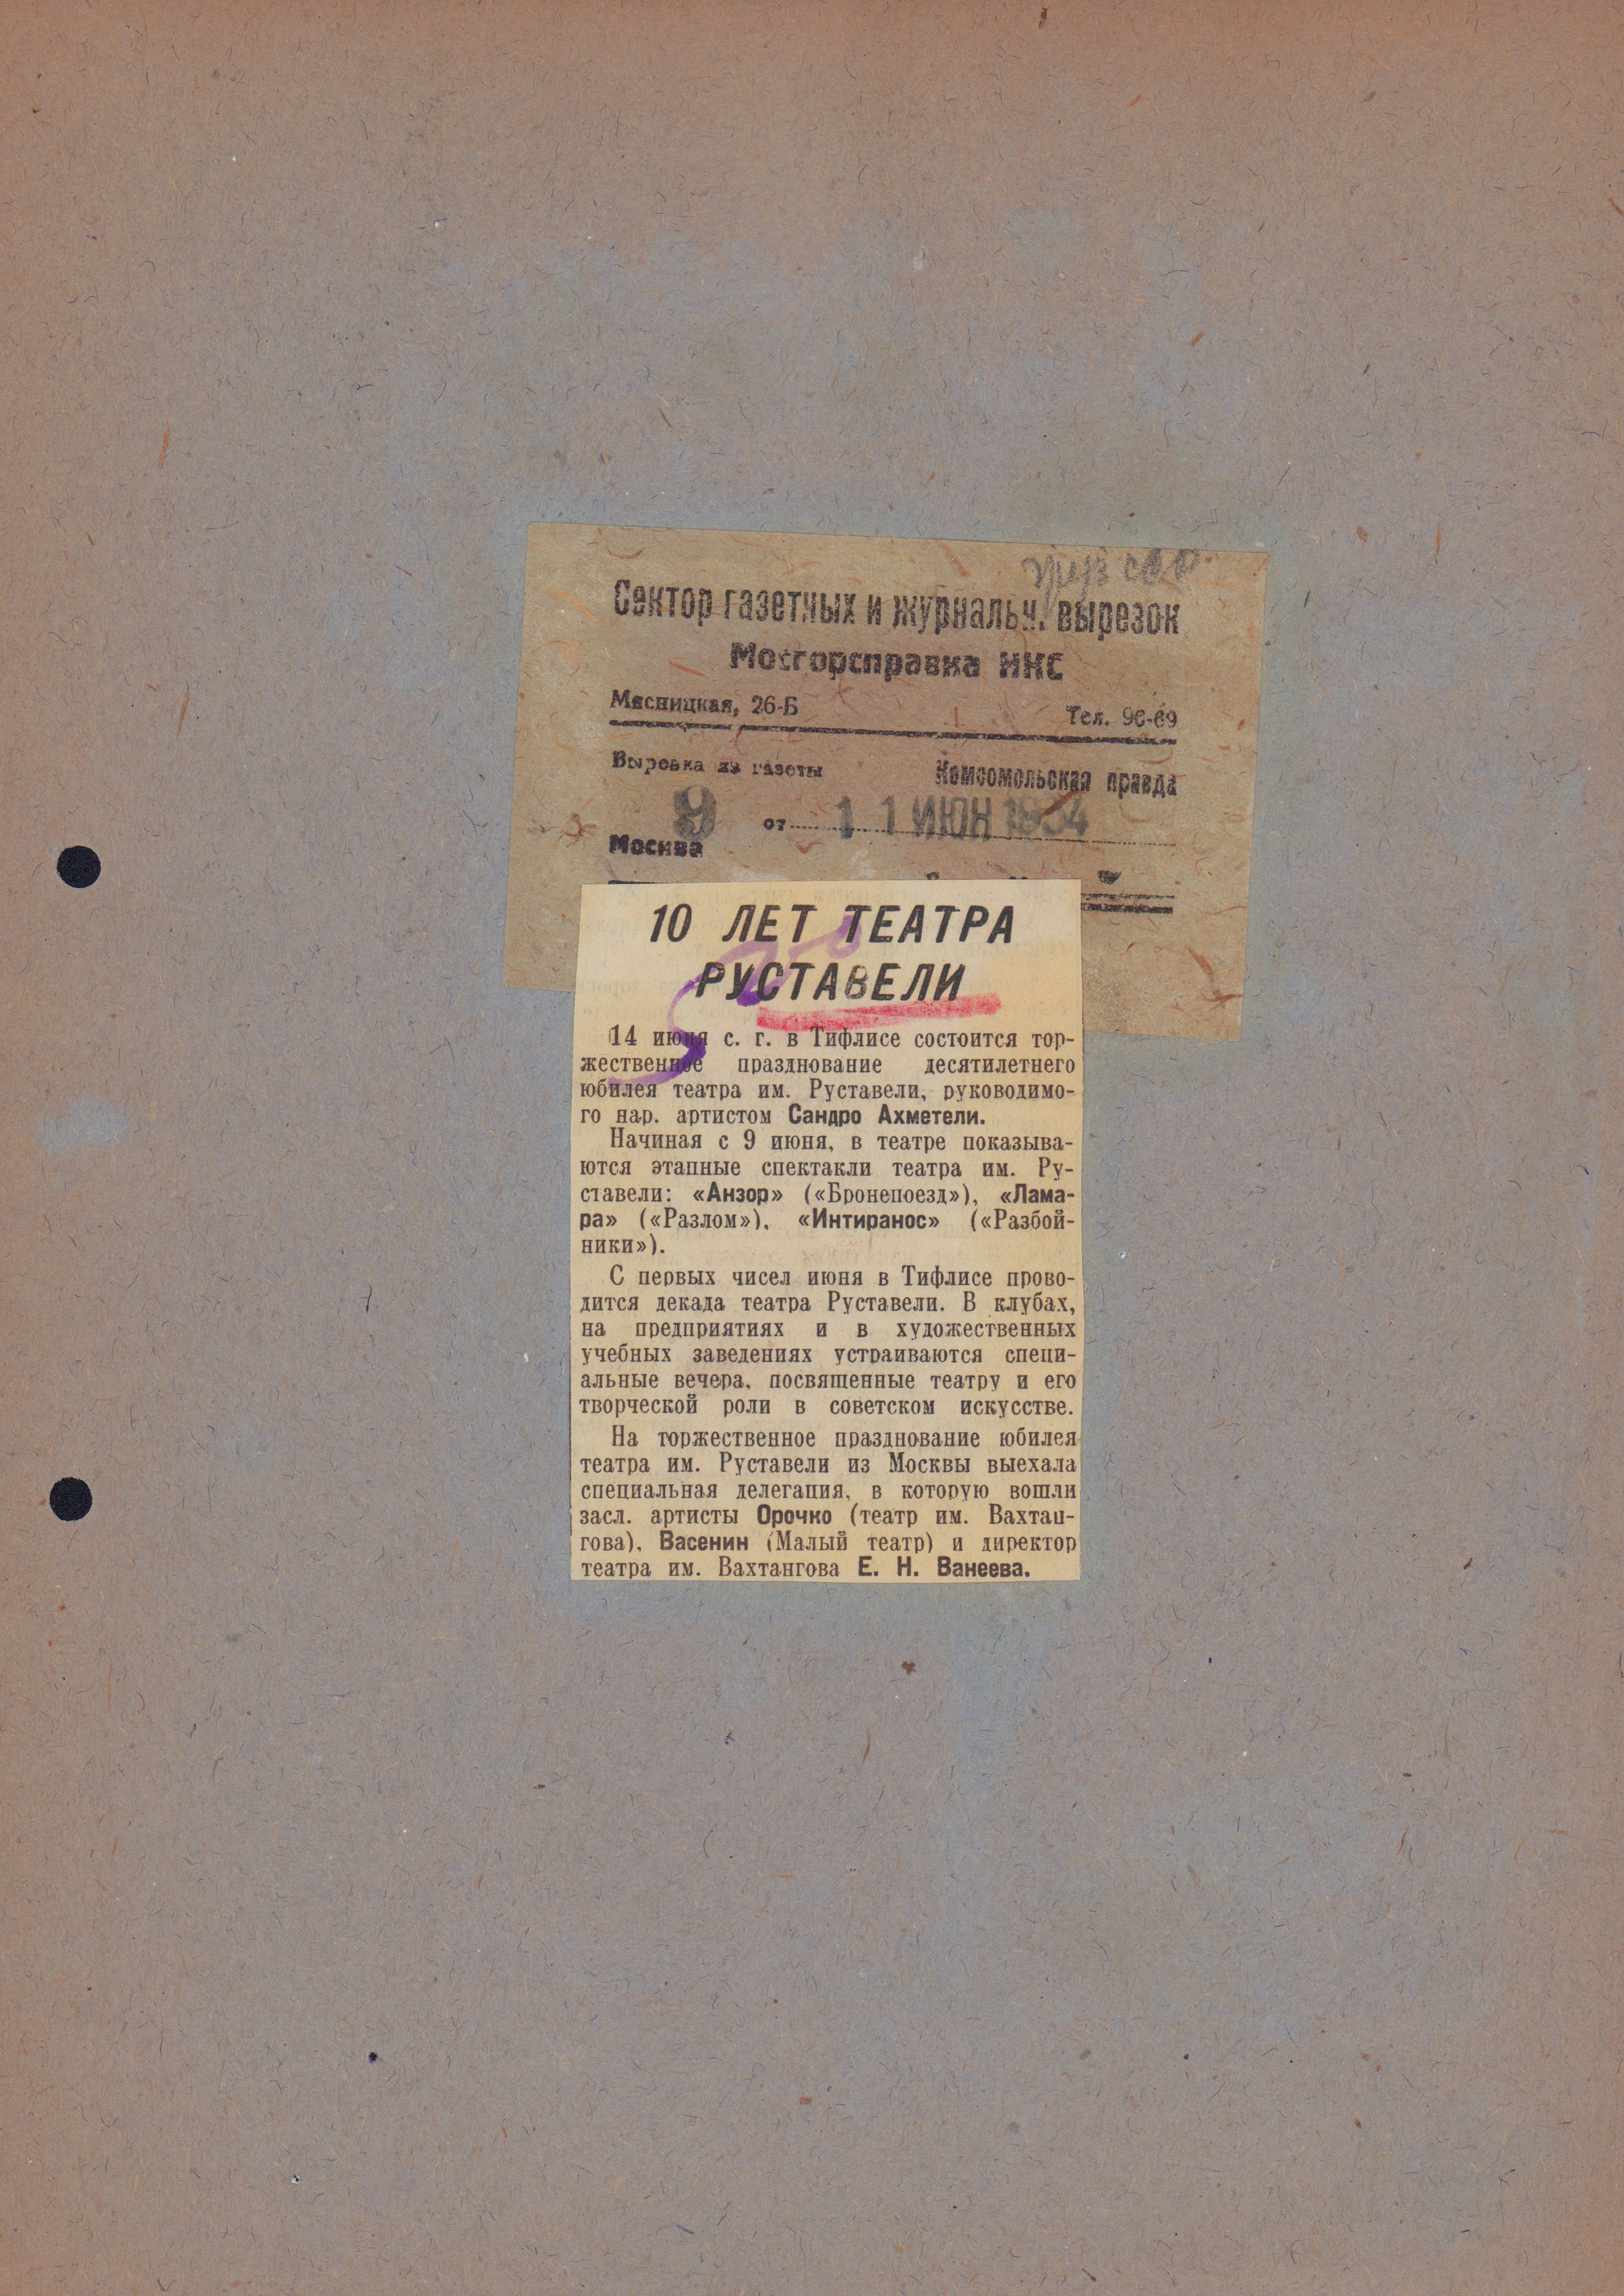 Сектор газетных и журнальн. вырезок
Мосгорсправка НКС
Мясницкая, 26-Б Тел. 96-69
Вырезка из газеты Комсомольская правда
9 от 11 ИЮН 1934
Москва
10 ЛЕТ ТЕАТРА
РУСТАВЕЛИ
14 июня с. г. в Тифлисе состоится тор-
жественное празднование десятилетнего
юбилея театра им. Руставели, руководимо-
го нар. артистом Сандро Ахметели.
Начиная с 9 июня, в театре показыва-
ются этапные спектакли театра им. Ру-
ставели: «Анзор» («Бронепоезд»), «Лама-
ра» («Разлом»), «Интиранос» («Разбой-
ники»).
С первых чисел июня в Тифлисе прово-
дится декада театра Руставели. В клубах,
на предприятиях и в художественных
учебных заведениях устраиваются специ-
альные вечера, посвященные театру и его
творческой роли в советском искусстве.
На торжественное празднование юбилея
театра им. Руставели из Москвы выехала
специальная делегация, в которую вошли
засл. артисты Орочко (театр им. Вахтан-
гова), Васенин (Малый театр) и директор
театра им. Вахтангова Е. Н. Ванеева.